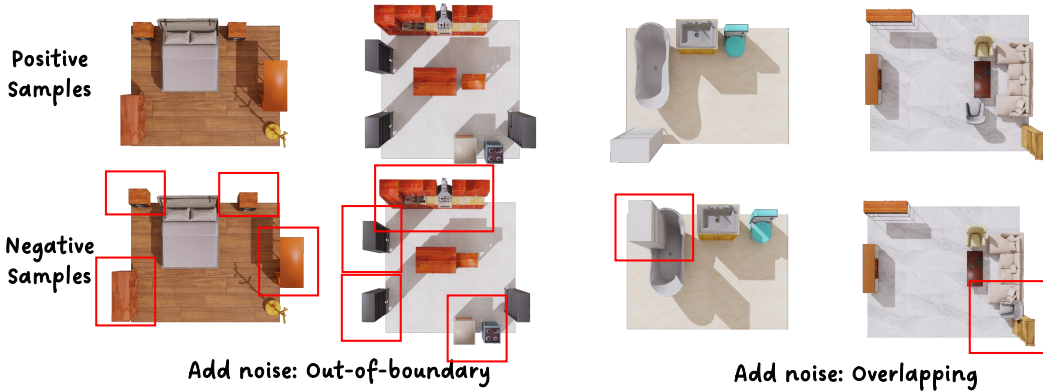 Positive
Samples
Negative
Samples
Add noise: Out-of-boundary
Add noise: Overlapping